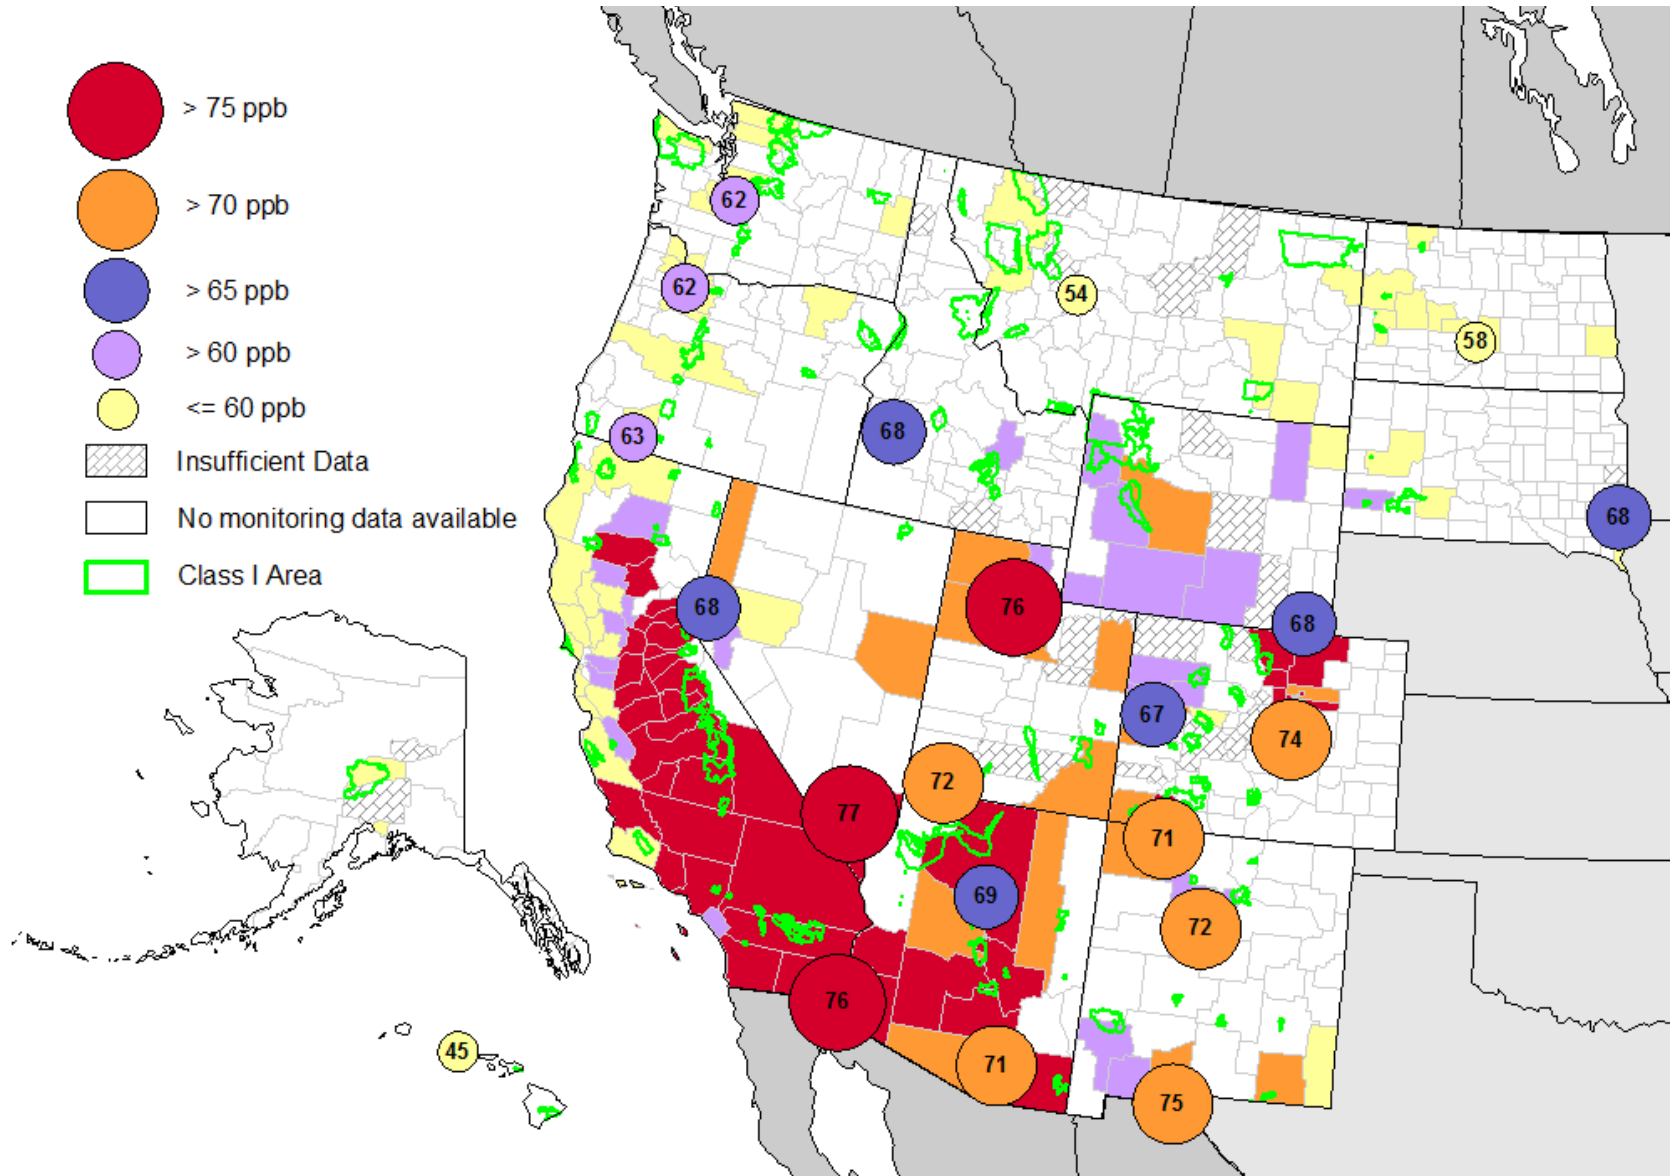 > 75 ppb
> 70 ppb
> 65 ppb
> 60 ppb
<= 60 ppb
Insufficient Data
No monitoring data available
Class I Area
62
62
54
58
63
68
68
68
76
68
67
74
72
77
71
69
72
76
45
71
75